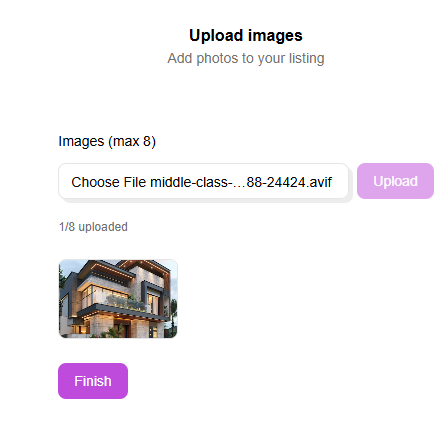 Upload images
Add photos to your listing
Images (max 8)
Choose File middle-class-...88-24424.avif
Upload
1/8 uploaded
Finish